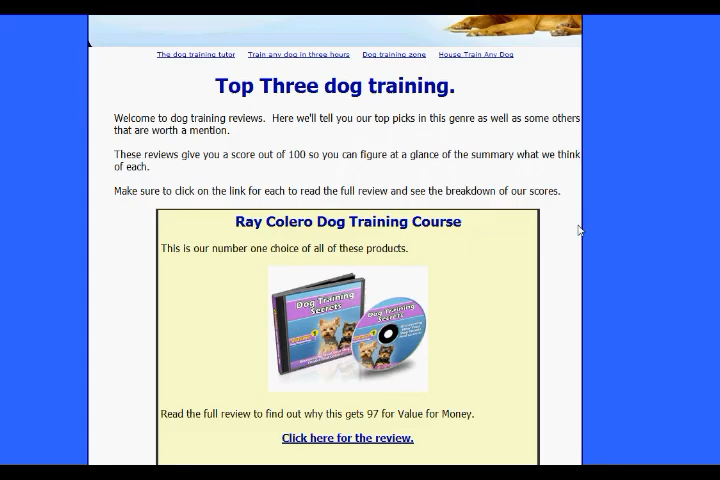 The dog training tutor Train any dog in three hours Dog training zone House Train Any Dog
Top Three dog training.
Welcome to dog training reviews. Here we'll tell you our top picks in this genre as well as some others
that are worth a mention.
These reviews give you a score out of 100 so you can figure at a glance of the summary what we think
of each.
Make sure to click on the link for each to read the full review and see the breakdown of our scores.
Ray Colero Dog Training Course
This is our number one choice of all of these products.
Dog Training
Secrets
Dog Training
Secrets
Read the full review to find out why this gets 97 for Value for Money.
Click here for the review.